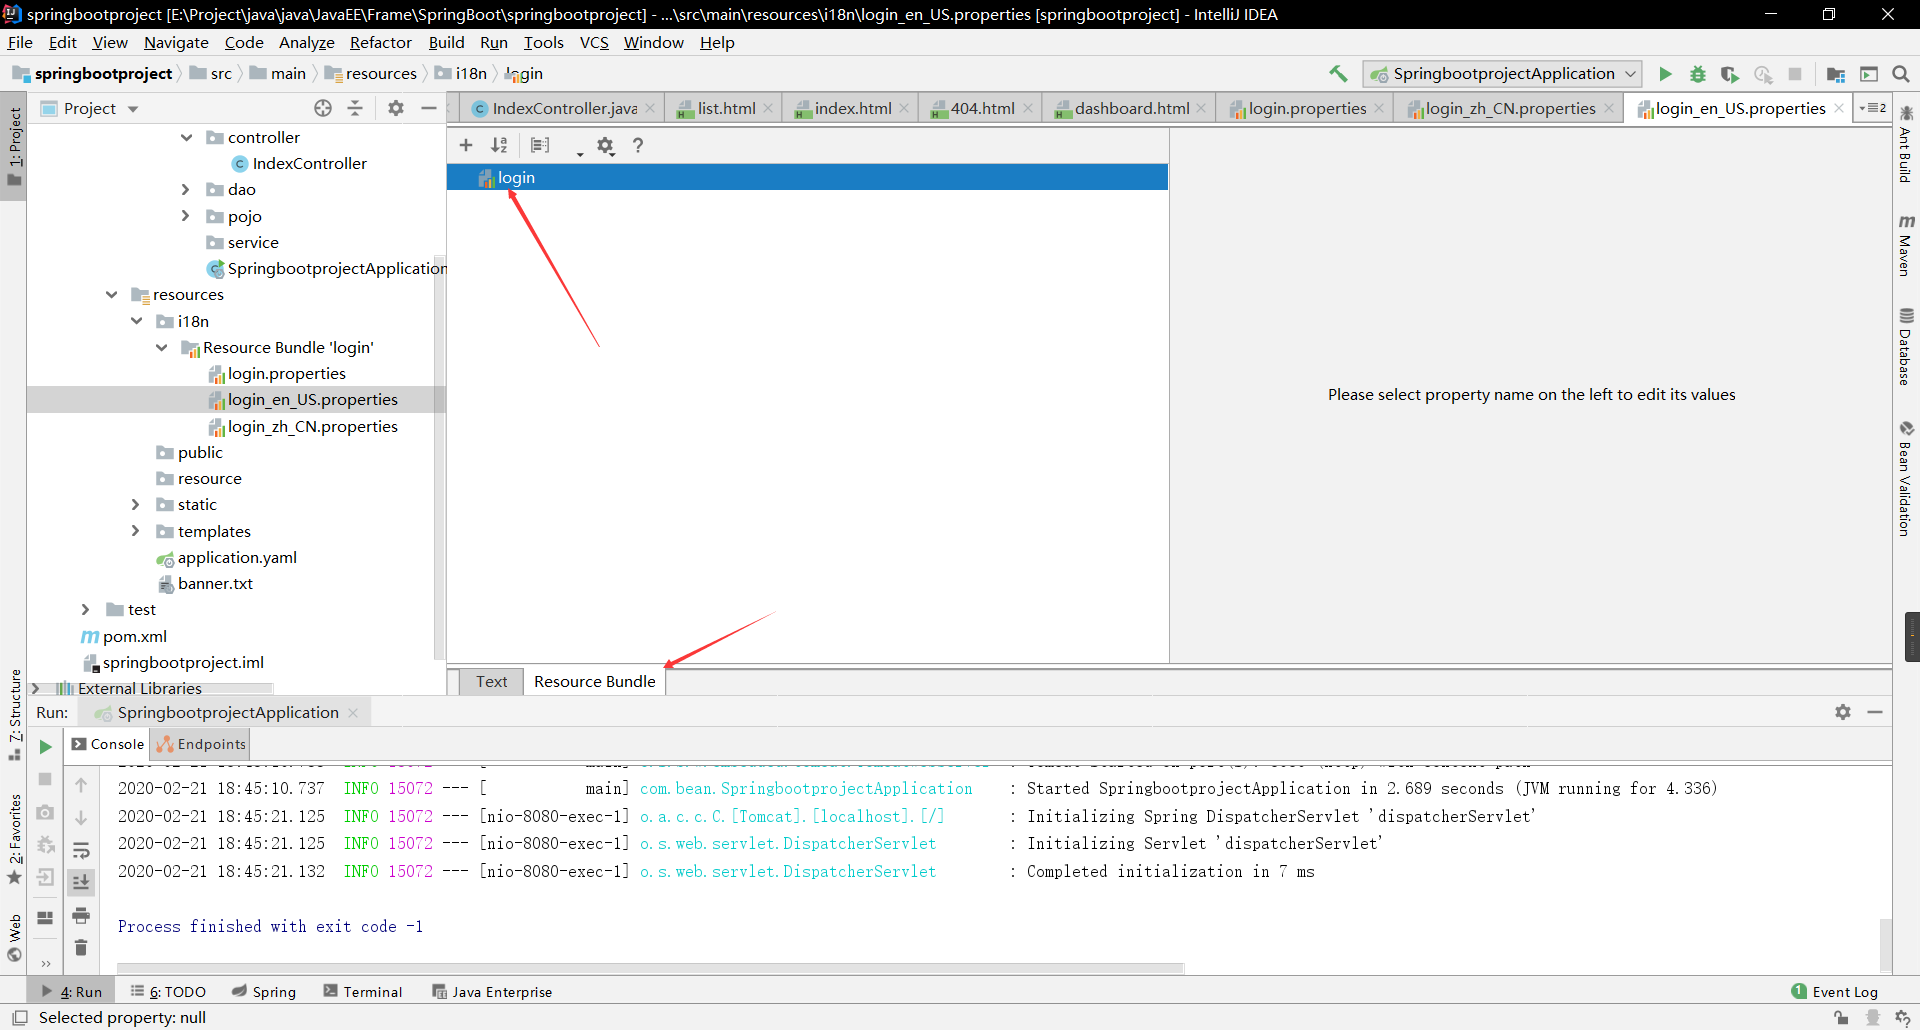 springbootproject [E:\Project\java\java\JavaEE\Frame\SpringBoot\springbootproject] - ...\src\main\resources\i18n\login_en_US.properties [springbootproject] - IntelliJ IDEA
File Edit View Navigate Code Analyze Refactor Build Run Tools VCS Window Help
springbootproject src main resources i18n login
SpringbootprojectApplication
Project
IndexController.java list.html index.html 404.html dashboard.html login.properties login_zh_CN.properties login_en_US.properties 2
1: Project
controller
IndexController
dao
pojo
service
SpringbootprojectApplication
resources
i18n
Resource Bundle 'login'
login.properties
login_en_US.properties
login_zh_CN.properties
public
resource
static
templates
application.yaml
banner.txt
test
pom.xml
springbootproject.iml
External Libraries
login
Please select property name on the left to edit its values
Text Resource Bundle
Ant Build
Maven
Database
Bean Validation
7: Structure
2: Favorites
Web
Run: SpringbootprojectApplication
Console Endpoints
2020-02-21 18:45:10.737 INFO 15072 --- [ main] com.bean.SpringbootprojectApplication : Started SpringbootprojectApplication in 2.689 seconds (JVM running for 4.336)
2020-02-21 18:45:21.125 INFO 15072 --- [nio-8080-exec-1] o.a.c.c.C.[Tomcat].[localhost].[/] : Initializing Spring DispatcherServlet 'dispatcherServlet'
2020-02-21 18:45:21.125 INFO 15072 --- [nio-8080-exec-1] o.s.web.servlet.DispatcherServlet : Initializing Servlet 'dispatcherServlet'
2020-02-21 18:45:21.132 INFO 15072 --- [nio-8080-exec-1] o.s.web.servlet.DispatcherServlet : Completed initialization in 7 ms
Process finished with exit code -1
4: Run 6: TODO Spring Terminal Java Enterprise 1 Event Log
Selected property: null